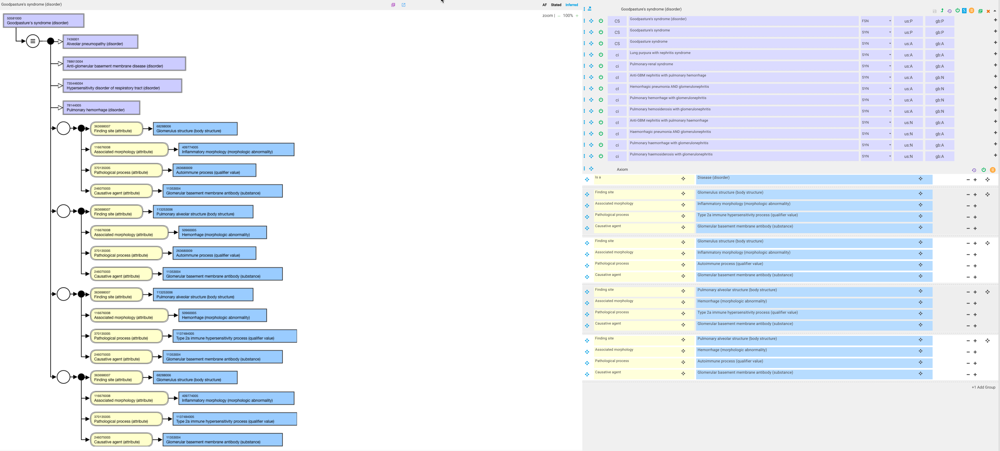 Goodpasture's syndrome (disorder)
AF Stated Inferred
zoom | – 100% +
50581000
Goodpasture's syndrome (disorder)
7436001
Alveolar pneumopathy (disorder)
788613004
Anti-glomerular basement membrane disease (disorder)
735446004
Hypersensitivity disorder of respiratory tract (disorder)
78144005
Pulmonary hemorrhage (disorder)
363698007
Finding site (attribute)
68288006
Glomerulus structure (body structure)
116676008
Associated morphology (attribute)
409774005
Inflammatory morphology (morphologic abnormality)
370135005
Pathological process (attribute)
263680009
Autoimmune process (qualifier value)
246075003
Causative agent (attribute)
11353004
Glomerular basement membrane antibody (substance)
363698007
Finding site (attribute)
113253006
Pulmonary alveolar structure (body structure)
116676008
Associated morphology (attribute)
50960005
Hemorrhage (morphologic abnormality)
370135005
Pathological process (attribute)
263680009
Autoimmune process (qualifier value)
246075003
Causative agent (attribute)
11353004
Glomerular basement membrane antibody (substance)
363698007
Finding site (attribute)
113253006
Pulmonary alveolar structure (body structure)
116676008
Associated morphology (attribute)
50960005
Hemorrhage (morphologic abnormality)
370135005
Pathological process (attribute)
1137484005
Type 2a immune hypersensitivity process (qualifier value)
246075003
Causative agent (attribute)
11353004
Glomerular basement membrane antibody (substance)
363698007
Finding site (attribute)
68288006
Glomerulus structure (body structure)
116676008
Associated morphology (attribute)
409774005
Inflammatory morphology (morphologic abnormality)
370135005
Pathological process (attribute)
1137484005
Type 2a immune hypersensitivity process (qualifier value)
246075003
Causative agent (attribute)
11353004
Glomerular basement membrane antibody (substance)
Goodpasture's syndrome (disorder) S
CS Goodpasture's syndrome (disorder) FSN us:P gb:P
CS Goodpasture's syndrome SYN us:P gb:P
CS Goodpasture syndrome SYN us:A gb:A
ci Lung purpura with nephritis syndrome SYN us:A gb:A
ci Pulmonary-renal syndrome SYN us:A gb:A
cI Anti-GBM nephritis with pulmonary hemorrhage SYN us:A gb:N
cI Hemorrhagic pneumonia AND glomerulonephritis SYN us:A gb:N
ci Pulmonary hemorrhage with glomerulonephritis SYN us:A gb:N
ci Pulmonary hemosiderosis with glomerulonephritis SYN us:A gb:N
cI Anti-GBM nephritis with pulmonary haemorrhage SYN us:N gb:A
cI Haemorrhagic pneumonia AND glomerulonephritis SYN us:N gb:A
ci Pulmonary haemorrhage with glomerulonephritis SYN us:N gb:A
ci Pulmonary haemosiderosis with glomerulonephritis SYN us:N gb:A
Axiom
Is a Disease (disorder)
Finding site Glomerulus structure (body structure)
Associated morphology Inflammatory morphology (morphologic abnormality)
Pathological process Type 2a immune hypersensitivity process (qualifier value)
Causative agent Glomerular basement membrane antibody (substance)
Finding site Glomerulus structure (body structure)
Associated morphology Inflammatory morphology (morphologic abnormality)
Pathological process Autoimmune process (qualifier value)
Causative agent Glomerular basement membrane antibody (substance)
Finding site Pulmonary alveolar structure (body structure)
Associated morphology Hemorrhage (morphologic abnormality)
Pathological process Type 2a immune hypersensitivity process (qualifier value)
Causative agent Glomerular basement membrane antibody (substance)
Finding site Pulmonary alveolar structure (body structure)
Associated morphology Hemorrhage (morphologic abnormality)
Pathological process Autoimmune process (qualifier value)
Causative agent Glomerular basement membrane antibody (substance)
+1 Add Group